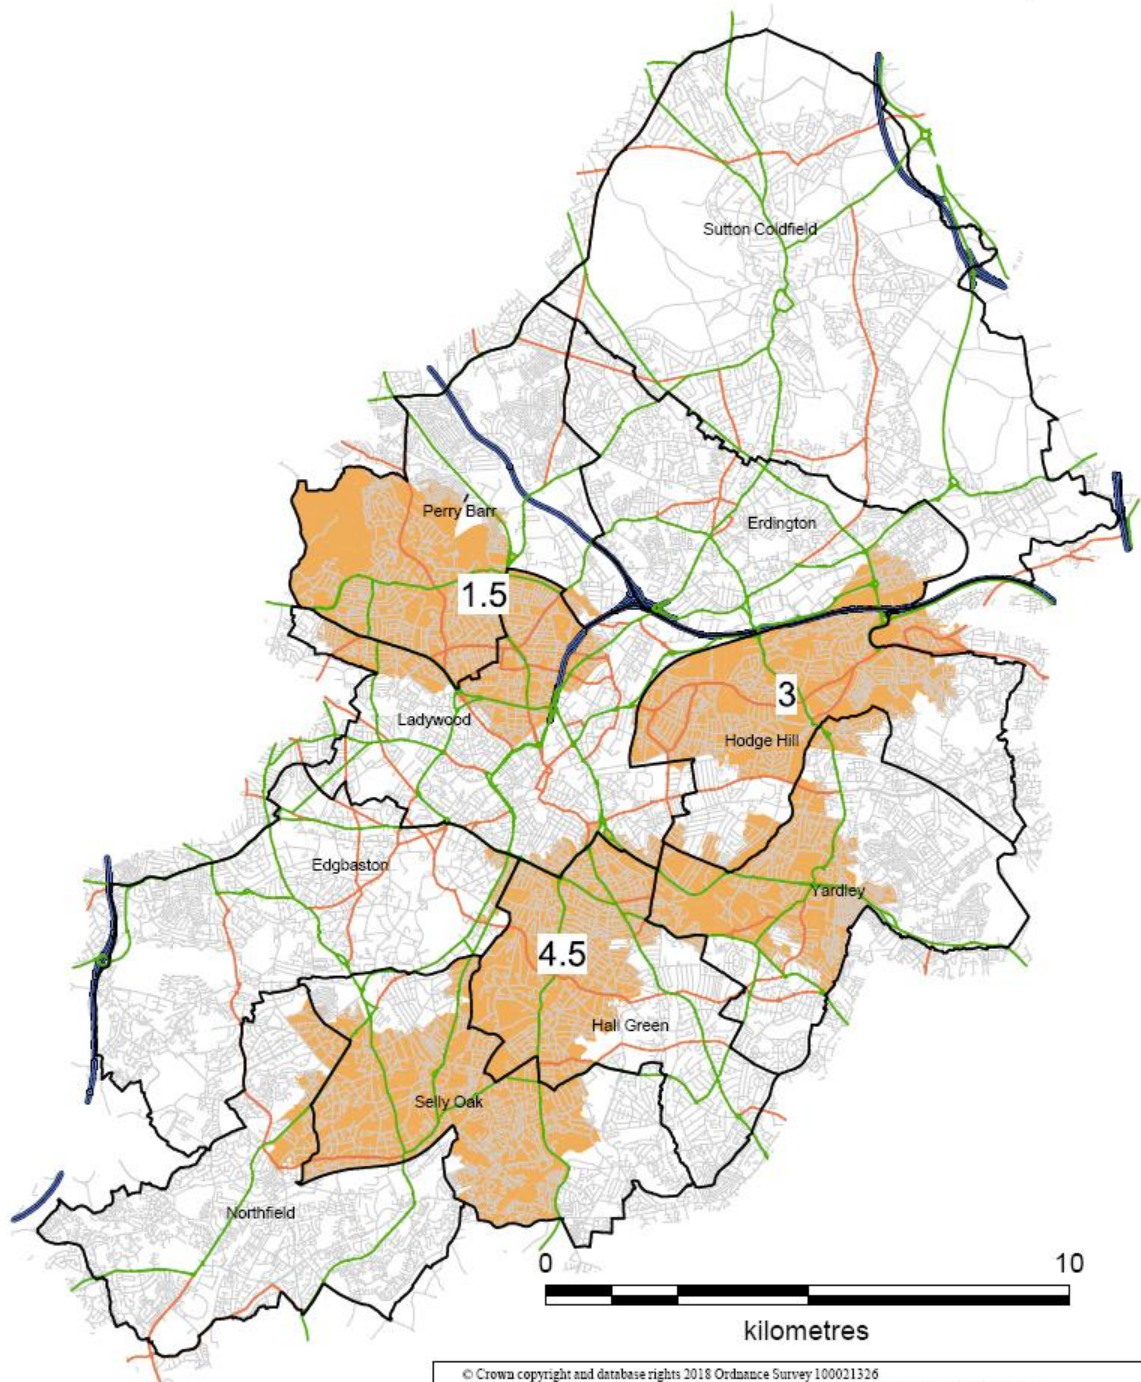 Sutton Coldfield
Perry Barr
Erdington
1.5
3
Ladywood
Hodge Hill
Edgbaston
Yardley
4.5
Hall Green
Selly Oak
Northfield
0 10
kilometres
© Crown copyright and database rights 2018 Ordnance Survey 100021326